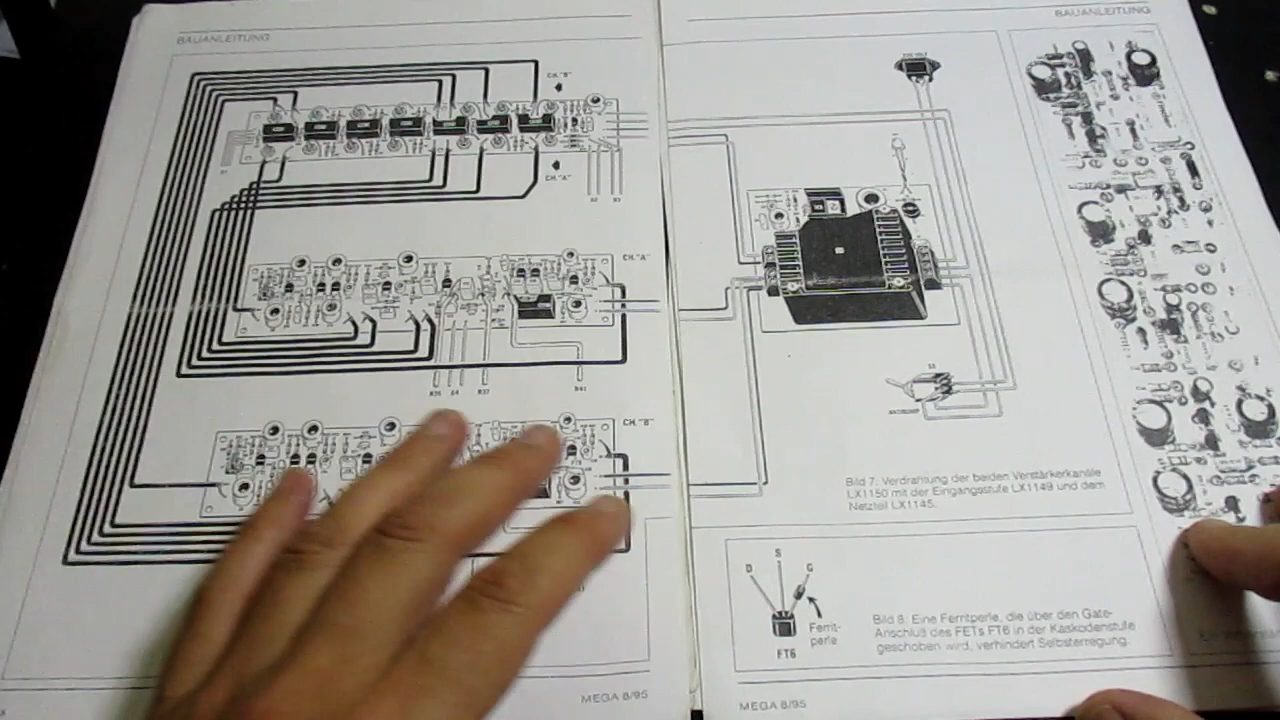 BAUANLEITUNG
BAUANLEITUNG
CH. "B"
CH. "A"
CH. "A"
CH. "B"
Bild 7: Verdrahtung der beiden Verstärkerkanäle
LX1150 mit der Eingangsstufe LX1149 und dem
Netzteil LX1145.
D
S
G
Ferrit-
perle
FT6
Bild 8: Eine Ferritperle, die über den Gate-
Anschluß des FETs FT6 in der Kaskodenstufe
geschoben wird, verhindert Selbsterregung.
MEGA 8/95
MEGA 8/95